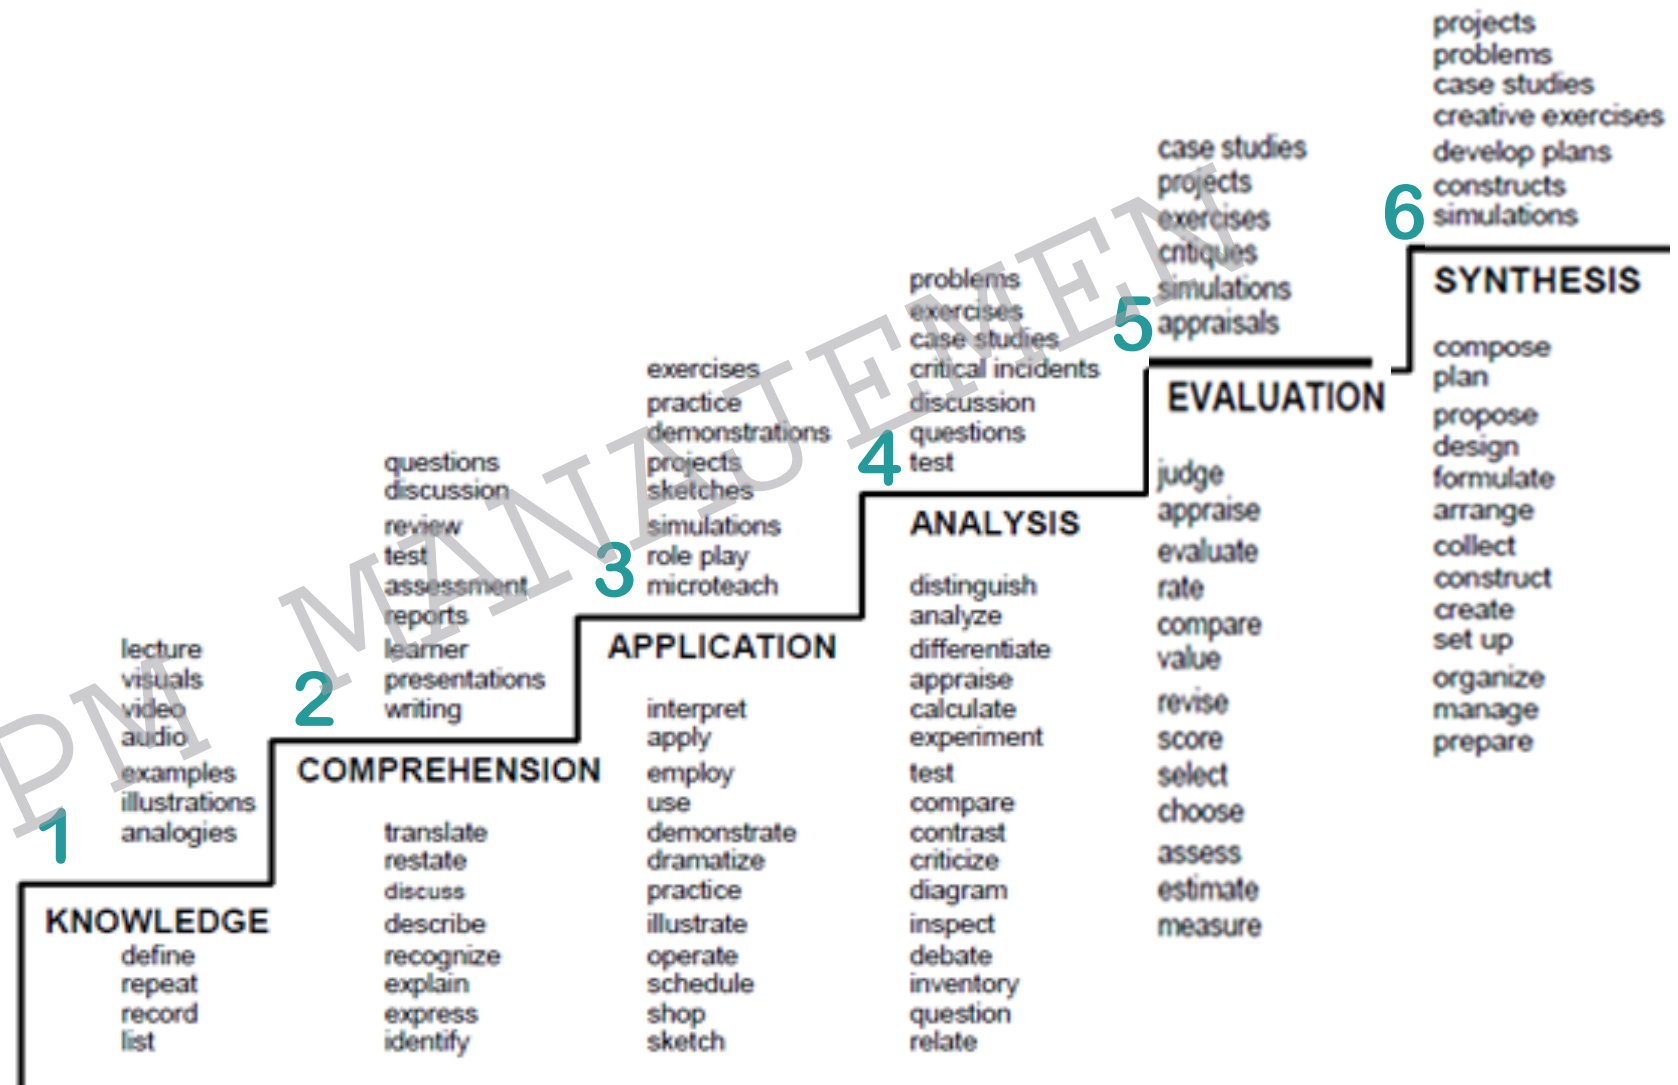 lecture
visuals
video
audio
examples
illustrations
analogies
1
KNOWLEDGE
define
repeat
record
list
questions
discussion
review
test
assessment
reports
learner
presentations
writing
2
COMPREHENSION
translate
restate
discuss
describe
recognize
explain
express
identify
exercises
practice
demonstrations
projects
sketches
simulations
role play
microteach
3
APPLICATION
interpret
apply
employ
use
demonstrate
dramatize
practice
illustrate
operate
schedule
shop
sketch
problems
exercises
case studies
critical incidents
discussion
questions
test
4
ANALYSIS
distinguish
analyze
differentiate
appraise
calculate
experiment
test
compare
contrast
criticize
diagram
inspect
debate
inventory
question
relate
case studies
projects
exercises
critiques
simulations
appraisals
5
EVALUATION
judge
appraise
evaluate
rate
compare
value
revise
score
select
choose
assess
estimate
measure
projects
problems
case studies
creative exercises
develop plans
constructs
simulations
6
SYNTHESIS
compose
plan
propose
design
formulate
arrange
collect
construct
create
set up
organize
manage
prepare
PM MANAJEMEN